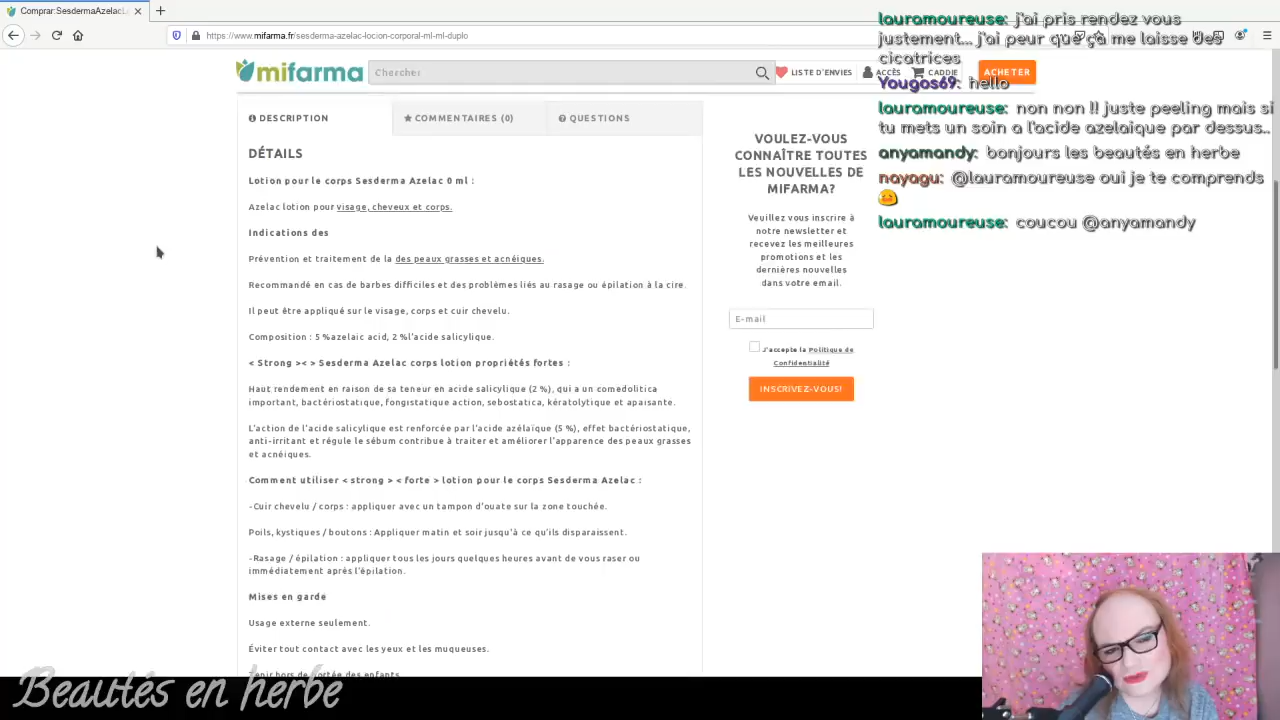 Comprar:SesdermaAzelacL
https://www.mifarma.fr/sesderma-azelac-locion-corporal-ml-ml-duplo
mifarma
Chercher
LISTE D'ENVIES
ACCÈS
CADDIE
ACHETER
DESCRIPTION
COMMENTAIRES (0)
QUESTIONS
DÉTAILS
Lotion pour le corps Sesderma Azelac 0 ml :
Azelac lotion pour visage, cheveux et corps.
Indications des
Prévention et traitement de la des peaux grasses et acnéiques.
Recommandé en cas de barbes difficiles et des problèmes liés au rasage ou épilation à la cire.
Il peut être appliqué sur le visage, corps et cuir chevelu.
Composition : 5 %azelaic acid, 2 %l'acide salicylique.
< Strong >< > Sesderma Azelac corps lotion propriétés fortes :
Haut rendement en raison de sa teneur en acide salicylique (2 %), qui a un comedolitica
important, bactériostatique, fongistatique action, sebostatica, kératolytique et apaisante.
L'action de l'acide salicylique est renforcée par l'acide azélaïque (5 %), effet bactériostatique,
anti-irritant et régule le sébum contribue à traiter et améliorer l'apparence des peaux grasses
et acnéiques.
Comment utiliser < strong > < forte > lotion pour le corps Sesderma Azelac :
-Cuir chevelu / corps : appliquer avec un tampon d'ouate sur la zone touchée.
Poils, kystiques / boutons : Appliquer matin et soir jusqu'à ce qu'ils disparaissent.
-Rasage / épilation : appliquer tous les jours quelques heures avant de vous raser ou
immédiatement après l'épilation.
Mises en garde
Usage externe seulement.
Éviter tout contact avec les yeux et les muqueuses.
Tenir hors de portée des enfants
VOULEZ-VOUS
CONNAÎTRE TOUTES
LES NOUVELLES DE
MIFARMA?
Veuillez vous inscrire à
notre newsletter et
recevez les meilleures
promotions et les
dernières nouvelles
dans votre email.
E-mail
J'accepte la Politique de
Confidentialité
INSCRIVEZ-VOUS!
lauramoureuse: j'ai pris rendez vous
justement... j'ai peur que ça me laisse des
cicatrices
Yougos69: hello
lauramoureuse: non non !! juste peeling mais si
tu mets un soin a l'acide azelaique par dessus..
anyamandy: bonjours les beautés en herbe
nayagu: @lauramoureuse oui je te comprends
lauramoureuse: coucou @anyamandy
Beautés en herbe